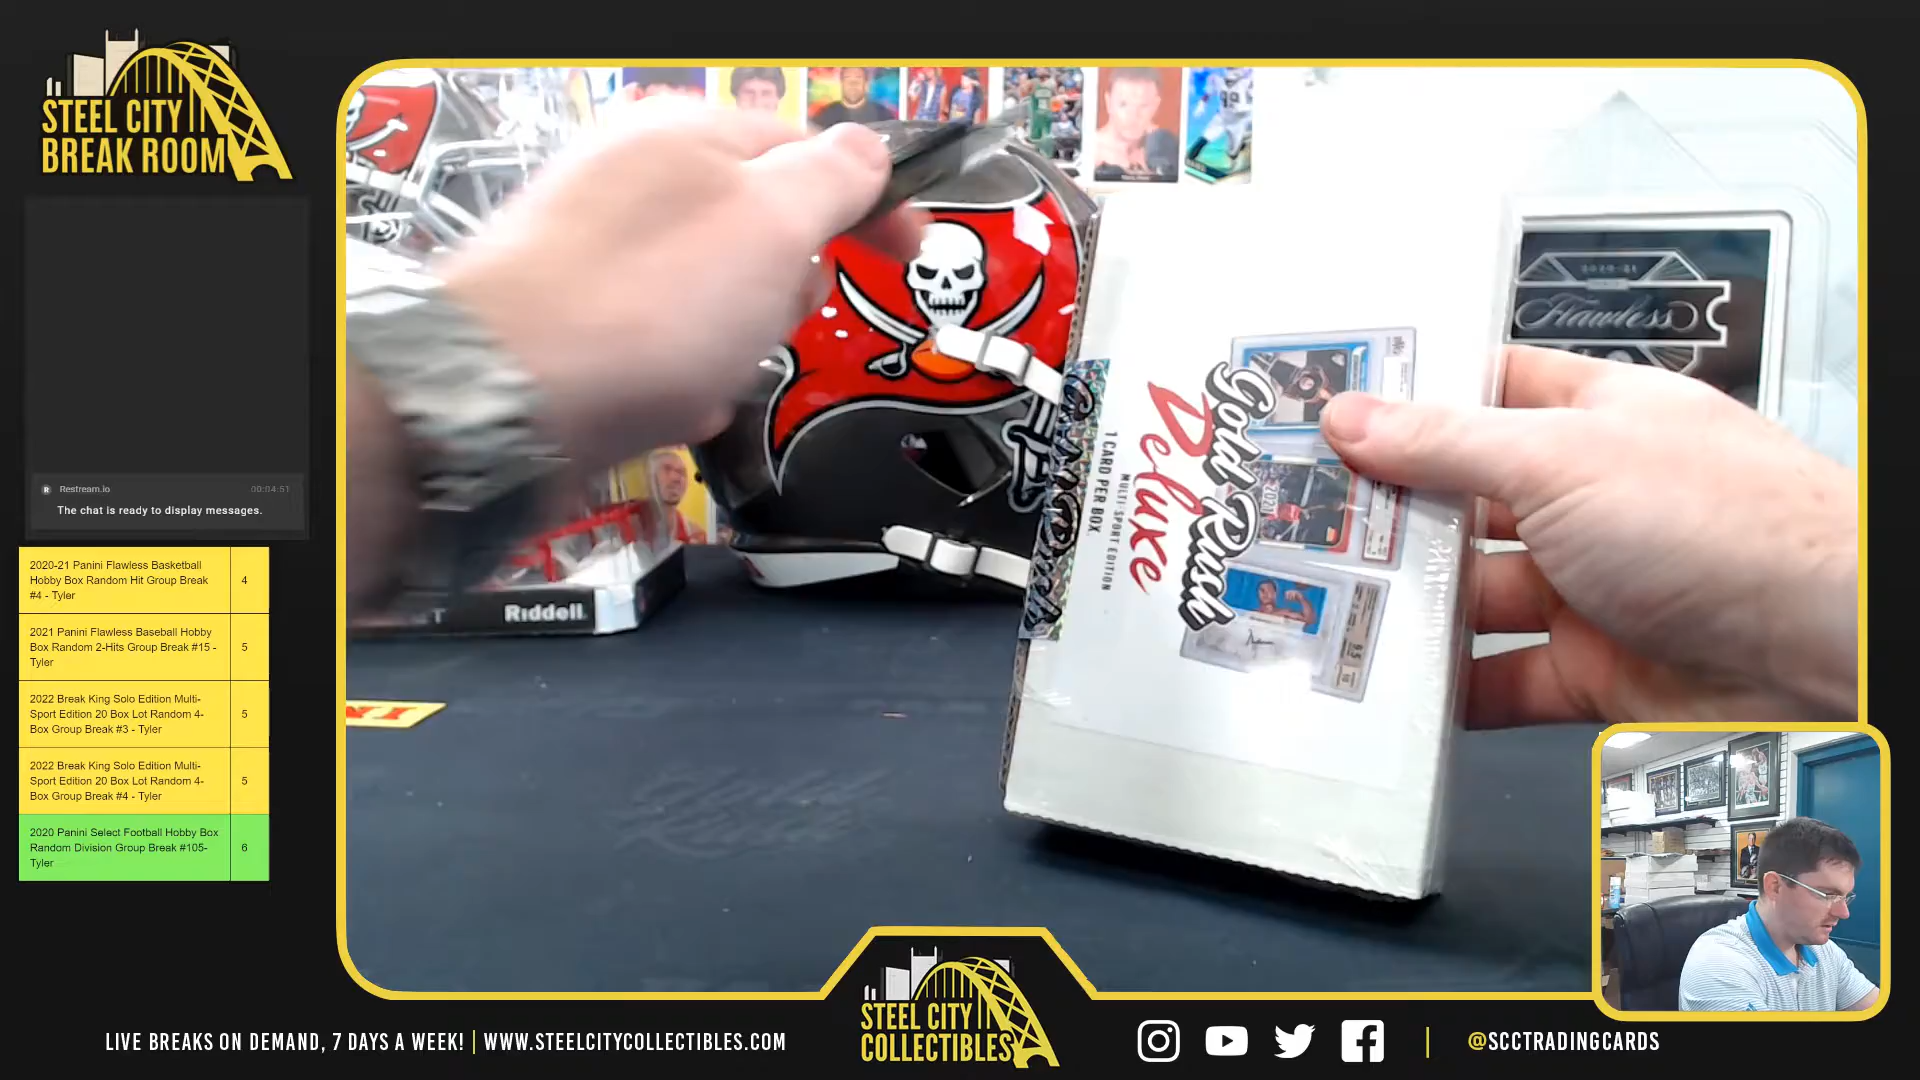 STEEL CITY
BREAK ROOM
Restream.io
00:04:51
The chat is ready to display messages.
2020-21 Panini Flawless Basketball
Hobby Box Random Hit Group Break
#4 - Tyler
4
2021 Panini Flawless Baseball Hobby
Box Random 2-Hits Group Break #15 -
Tyler
5
2022 Break King Solo Edition Multi-
Sport Edition 20 Box Lot Random 4-
Box Group Break #3 - Tyler
5
2022 Break King Solo Edition Multi-
Sport Edition 20 Box Lot Random 4-
Box Group Break #4 - Tyler
5
2020 Panini Select Football Hobby Box
Random Division Group Break #105-
Tyler
6
Riddell
Gold Rush
Deluxe
MULTI-SPORT EDITION
1 CARD PER BOX
2020-21
Flawless
STEEL CITY
COLLECTIBLES
LIVE BREAKS ON DEMAND, 7 DAYS A WEEK! | WWW.STEELCITYCOLLECTIBLES.COM
@SCCTRADINGCARDS